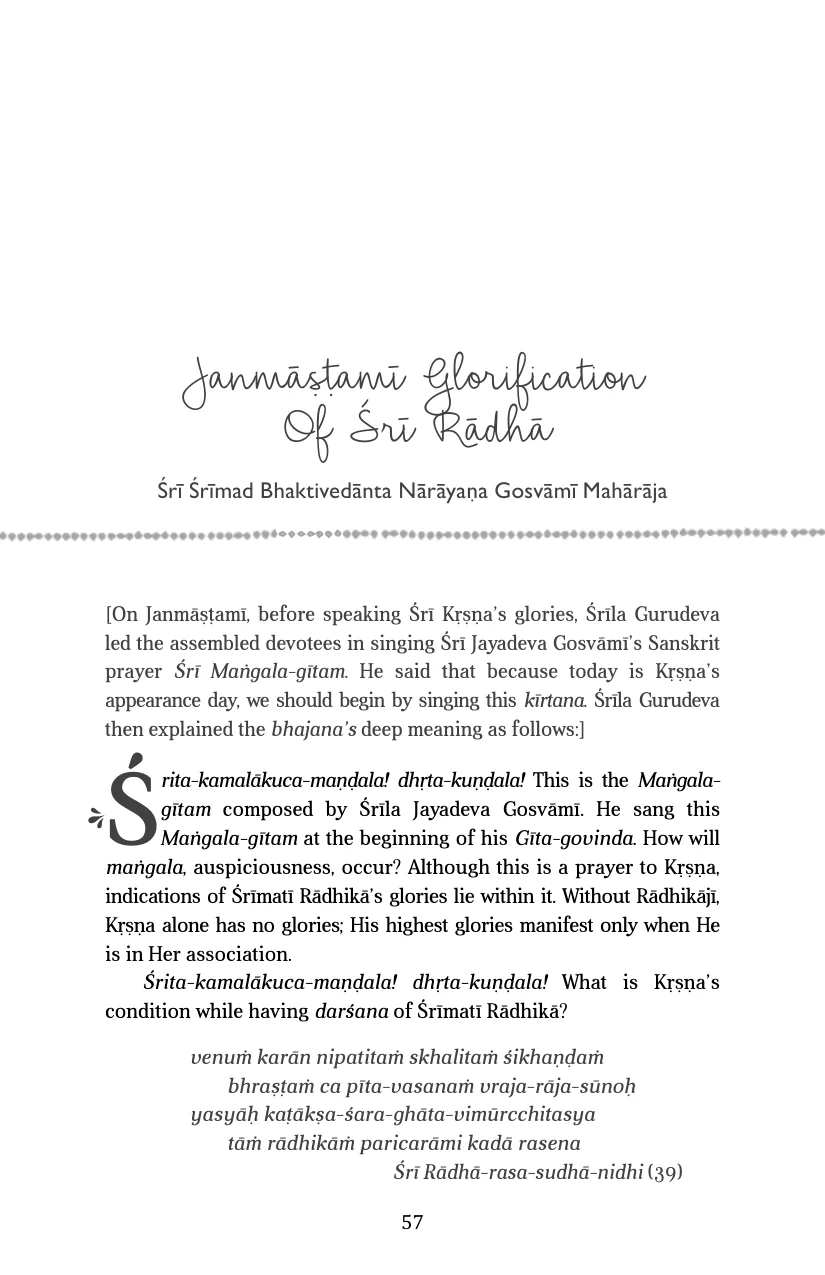 Janmāṣṭamī Glorification
Of Śrī Rādhā
Śrī Śrīmad Bhaktivedānta Nārāyaṇa Gosvāmī Mahārāja
[On Janmāṣṭamī, before speaking Śrī Kṛṣṇa’s glories, Śrīla Gurudeva
led the assembled devotees in singing Śrī Jayadeva Gosvāmī’s Sanskrit
prayer Śrī Maṅgala-gītam. He said that because today is Kṛṣṇa’s
appearance day, we should begin by singing this kīrtana. Śrīla Gurudeva
then explained the bhajana’s deep meaning as follows:]
Śrita-kamalākuca-maṇḍala! dhṛta-kuṇḍala! This is the Maṅgala-
gītam composed by Śrīla Jayadeva Gosvāmī. He sang this
Maṅgala-gītam at the beginning of his Gīta-govinda. How will
maṅgala, auspiciousness, occur? Although this is a prayer to Kṛṣṇa,
indications of Śrīmatī Rādhikā’s glories lie within it. Without Rādhikājī,
Kṛṣṇa alone has no glories; His highest glories manifest only when He
is in Her association.
Śrita-kamalākuca-maṇḍala! dhṛta-kuṇḍala! What is Kṛṣṇa’s
condition while having darśana of Śrīmatī Rādhikā?
venuṁ karān nipatitaṁ skhalitaṁ śikhaṇḍaṁ
bhraṣṭaṁ ca pīta-vasanaṁ vraja-rāja-sūnoḥ
yasyāḥ kaṭākṣa-śara-ghāta-vimūrcchitasya
tāṁ rādhikāṁ paricarāmi kadā rasena
Śrī Rādhā-rasa-sudhā-nidhi (39)
57